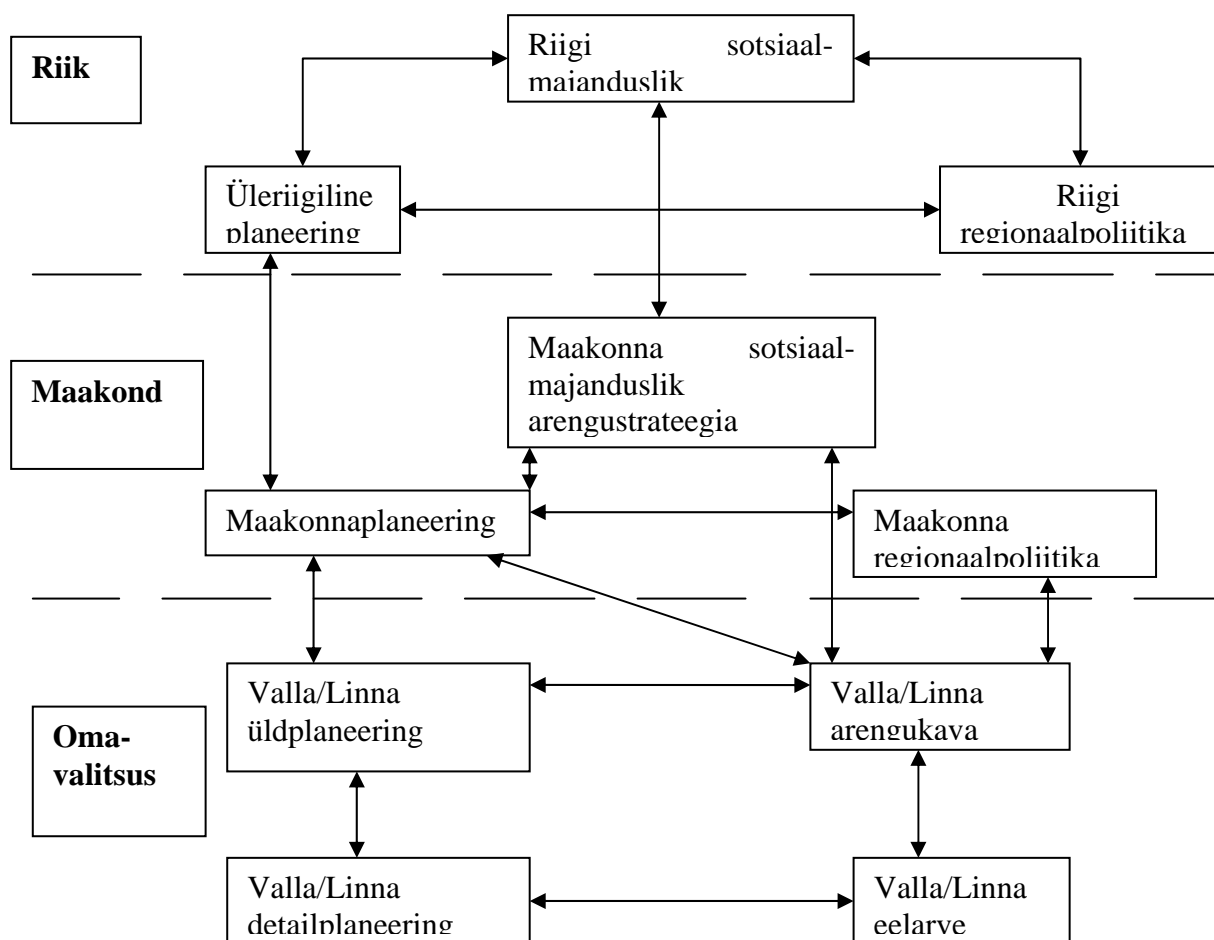 Riik
Riigi sotsiaal-
majanduslik
Üleriigiline
planeering
Riigi
regionaalpoliitika
Maakond
Maakonna sotsiaal-
majanduslik
arengustrateegia
Maakonnaplaneering
Maakonna
regionaalpoliitika
Oma-
valitsus
Valla/Linna
üldplaneering
Valla/Linna
arengukava
Valla/Linna
detailplaneering
Valla/Linna
eelarve